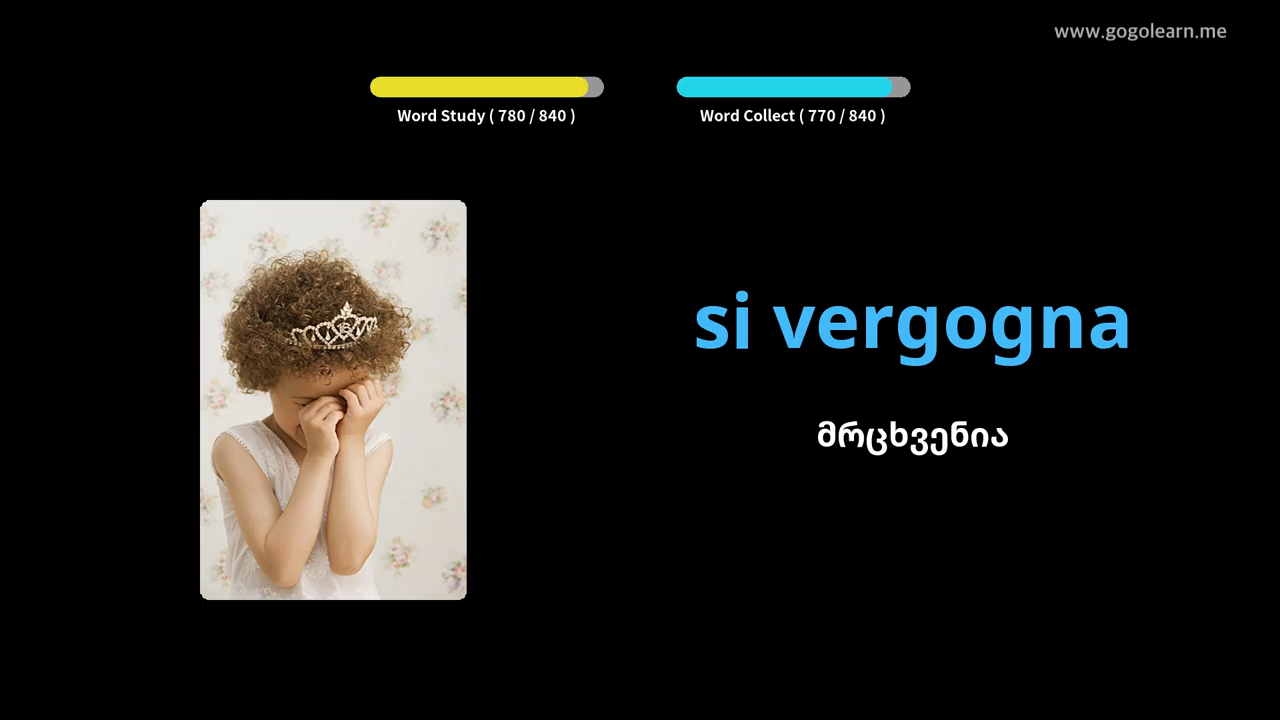 www.gogolearn.me
Word Study ( 780 / 840 )
Word Collect ( 770 / 840 )
si vergogna
მრცხვენია